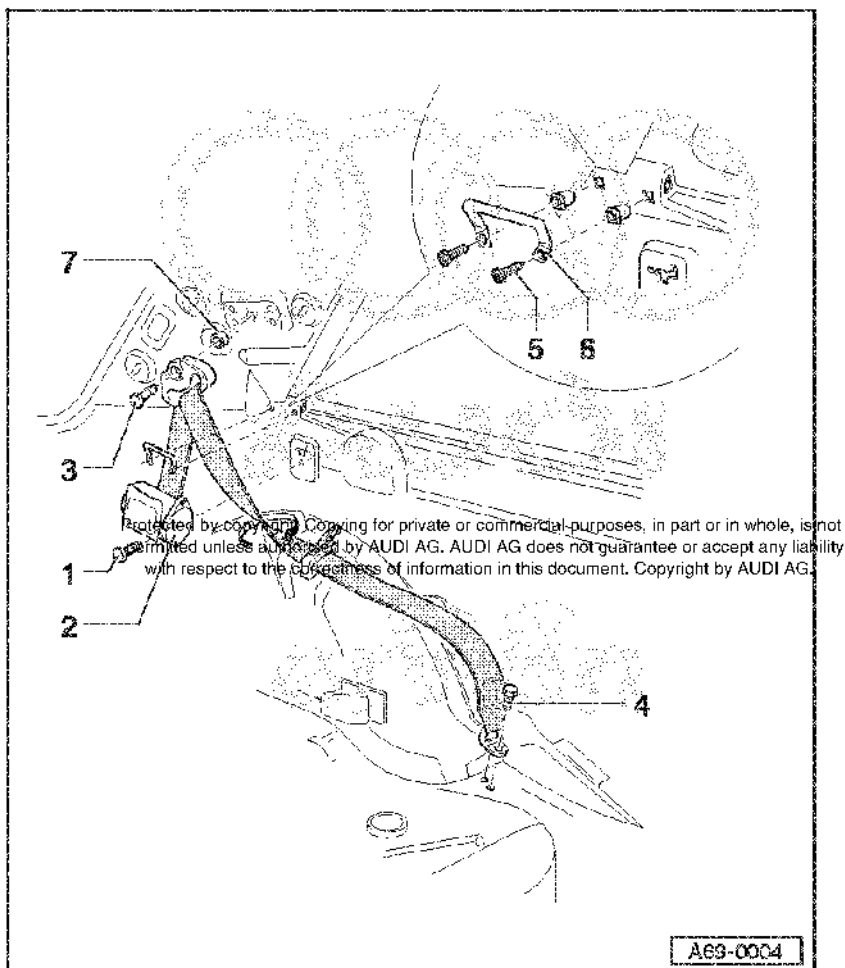 7
5
6
3
Protected by copyright. Copying for private or commercial purposes, in part or in whole, is not
permitted unless authorised by AUDI AG. AUDI AG does not guarantee or accept any liability
1
with respect to the correctness of information in this document. Copyright by AUDI AG.
2
4
A69-0004